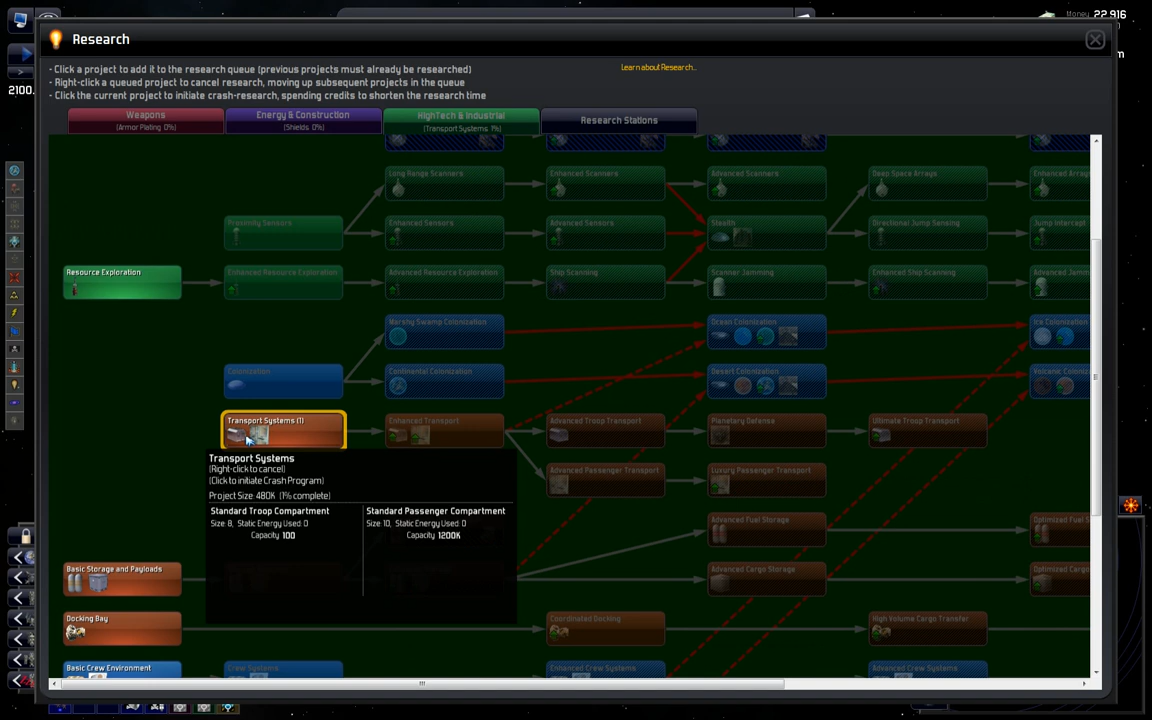 Money 22,916
Research
- Click a project to add it to the research queue (previous projects must already be researched)
- Right-click a queued project to cancel research, moving up subsequent projects in the queue
- Click the current project to initiate crash-research, spending credits to shorten the research time
Learn about Research...
2100.
Weapons
(Armor Plating 0%)
Energy & Construction
(Shields 0%)
HighTech & Industrial
(Transport Systems 1%)
Research Stations
Long Range Scanners
Enhanced Scanners
Advanced Scanners
Deep Space Arrays
Enhanced Array
Proximity Sensors
Enhanced Sensors
Advanced Sensors
Stealth
Directional Jump Sensing
Jump Intercept
Resource Exploration
Enhanced Resource Exploration
Advanced Resource Exploration
Ship Scanning
Scanner Jamming
Enhanced Ship Scanning
Advanced Jamm
Marshy Swamp Colonization
Ocean Colonization
Ice Colonization
Colonization
Continental Colonization
Desert Colonization
Volcanic Coloniz
Transport Systems (1)
Enhanced Transport
Advanced Troop Transport
Planetary Defense
Ultimate Troop Transport
Transport Systems
(Right-click to cancel)
(Click to initiate Crash Program)
Project Size: 480K (1% complete)
Standard Troop Compartment
Size: 8, Static Energy Used: 0
Capacity 100
Standard Passenger Compartment
Size: 10, Static Energy Used: 0
Capacity 1200K
Advanced Passenger Transport
Luxury Passenger Transport
Advanced Fuel Storage
Optimized Fuel S
Basic Storage and Payloads
Advanced Cargo Storage
Optimized Cargo
Docking Bay
Coordinated Docking
High Volume Cargo Transfer
Basic Crew Environment
Crew Systems
Enhanced Crew Systems
Advanced Crew Systems